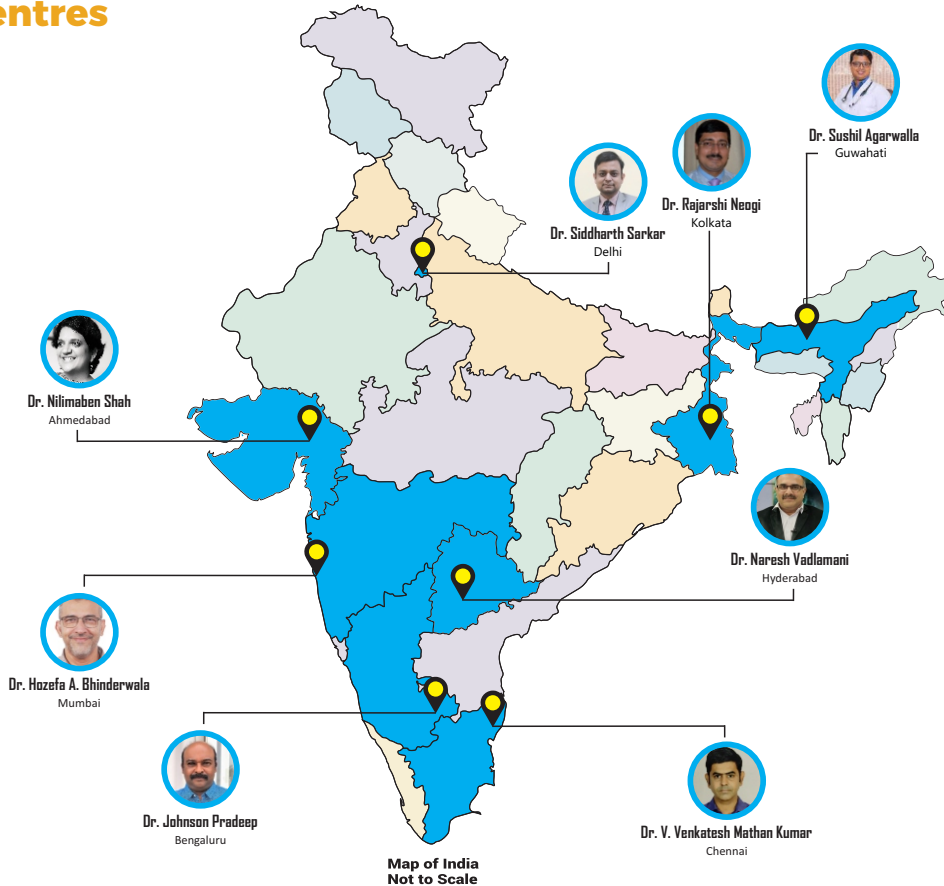 entres
Dr. Sushil Agarwalla
Guwahati
Dr. Rajarshi Neogi
Kolkata
Dr. Siddharth Sarkar
Delhi
Dr. Nilimaben Shah
Ahmedabad
Dr. Naresh Vadlamani
Hyderabad
Dr. Hozefa A. Bhinderwala
Mumbai
Dr. Johnson Pradeep
Bengaluru
Dr. V. Venkatesh Mathan Kumar
Chennai
Map of India
Not to Scale